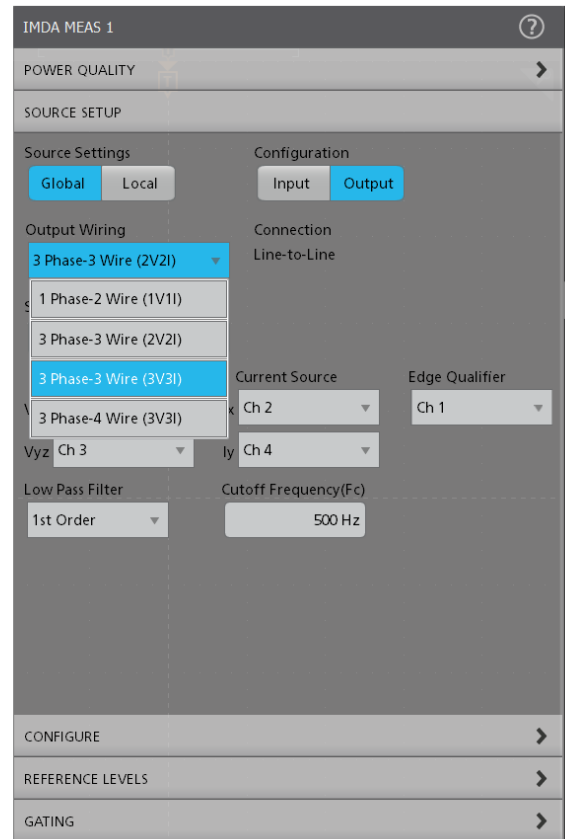 IMDA MEAS 1
?
POWER QUALITY
T
SOURCE SETUP
Source Settings
Configuration
Global
Local
Input
Output
Output Wiring
Connection
3 Phase-3 Wire (2V2I)
Line-to-Line
1 Phase-2 Wire (1V1I)
3 Phase-3 Wire (2V2I)
3 Phase-3 Wire (3V3I)
3 Phase-4 Wire (3V3I)
Current Source
Edge Qualifier
Ch 2
Ch 1
Vyz
Ch 3
Iy
Ch 4
Low Pass Filter
Cutoff Frequency(Fc)
1st Order
500 Hz
CONFIGURE
REFERENCE LEVELS
GATING